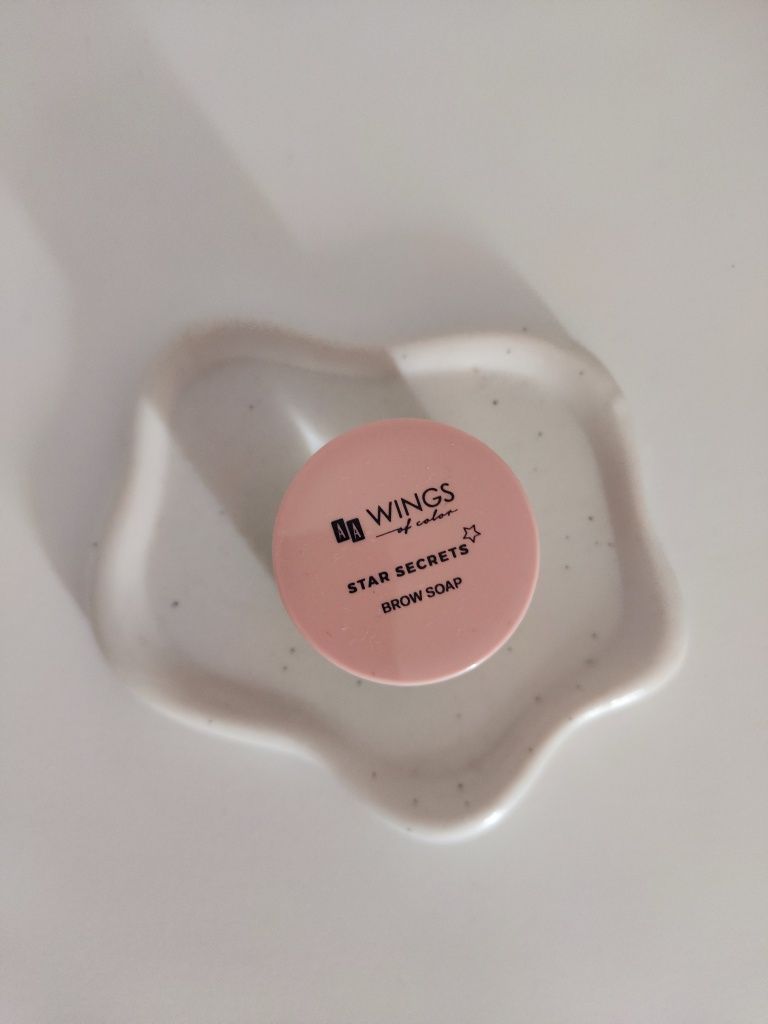 AA WINGS
of color
STAR SECRETS
BROW SOAP